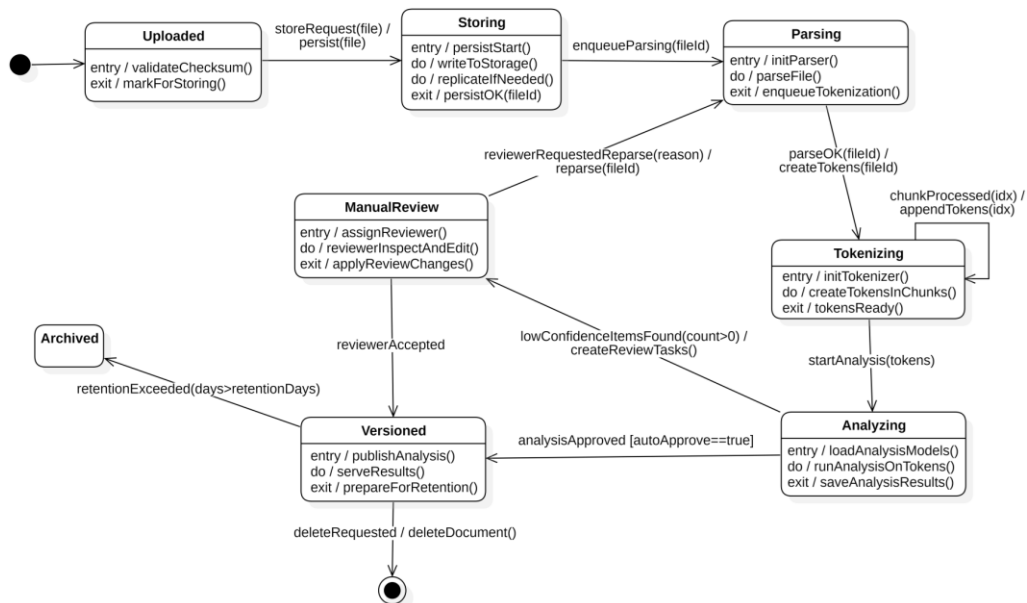 Uploaded
entry / validateChecksum()
exit / markForStoring()
storeRequest(file) /
persist(file)
Storing
entry / persistStart()
do / writeToStorage()
do / replicateIfNeeded()
exit / persistOK(fileId)
enqueueParsing(fileId)
Parsing
entry / initParser()
do / parseFile()
exit / enqueueTokenization()
reviewerRequestedReparse(reason) /
reparse(fileId)
parseOK(fileId) /
createTokens(fileId)
chunkProcessed(idx) /
appendTokens(idx)
ManualReview
entry / assignReviewer()
do / reviewerInspectAndEdit()
exit / applyReviewChanges()
Tokenizing
entry / initTokenizer()
do / createTokensInChunks()
exit / tokensReady()
Archived
reviewerAccepted
lowConfidenceItemsFound(count>0) /
createReviewTasks()
startAnalysis(tokens)
retentionExceeded(days>retentionDays)
Versioned
entry / publishAnalysis()
do / serveResults()
exit / prepareForRetention()
analysisApproved [autoApprove==true]
Analyzing
entry / loadAnalysisModels()
do / runAnalysisOnTokens()
exit / saveAnalysisResults()
deleteRequested / deleteDocument()